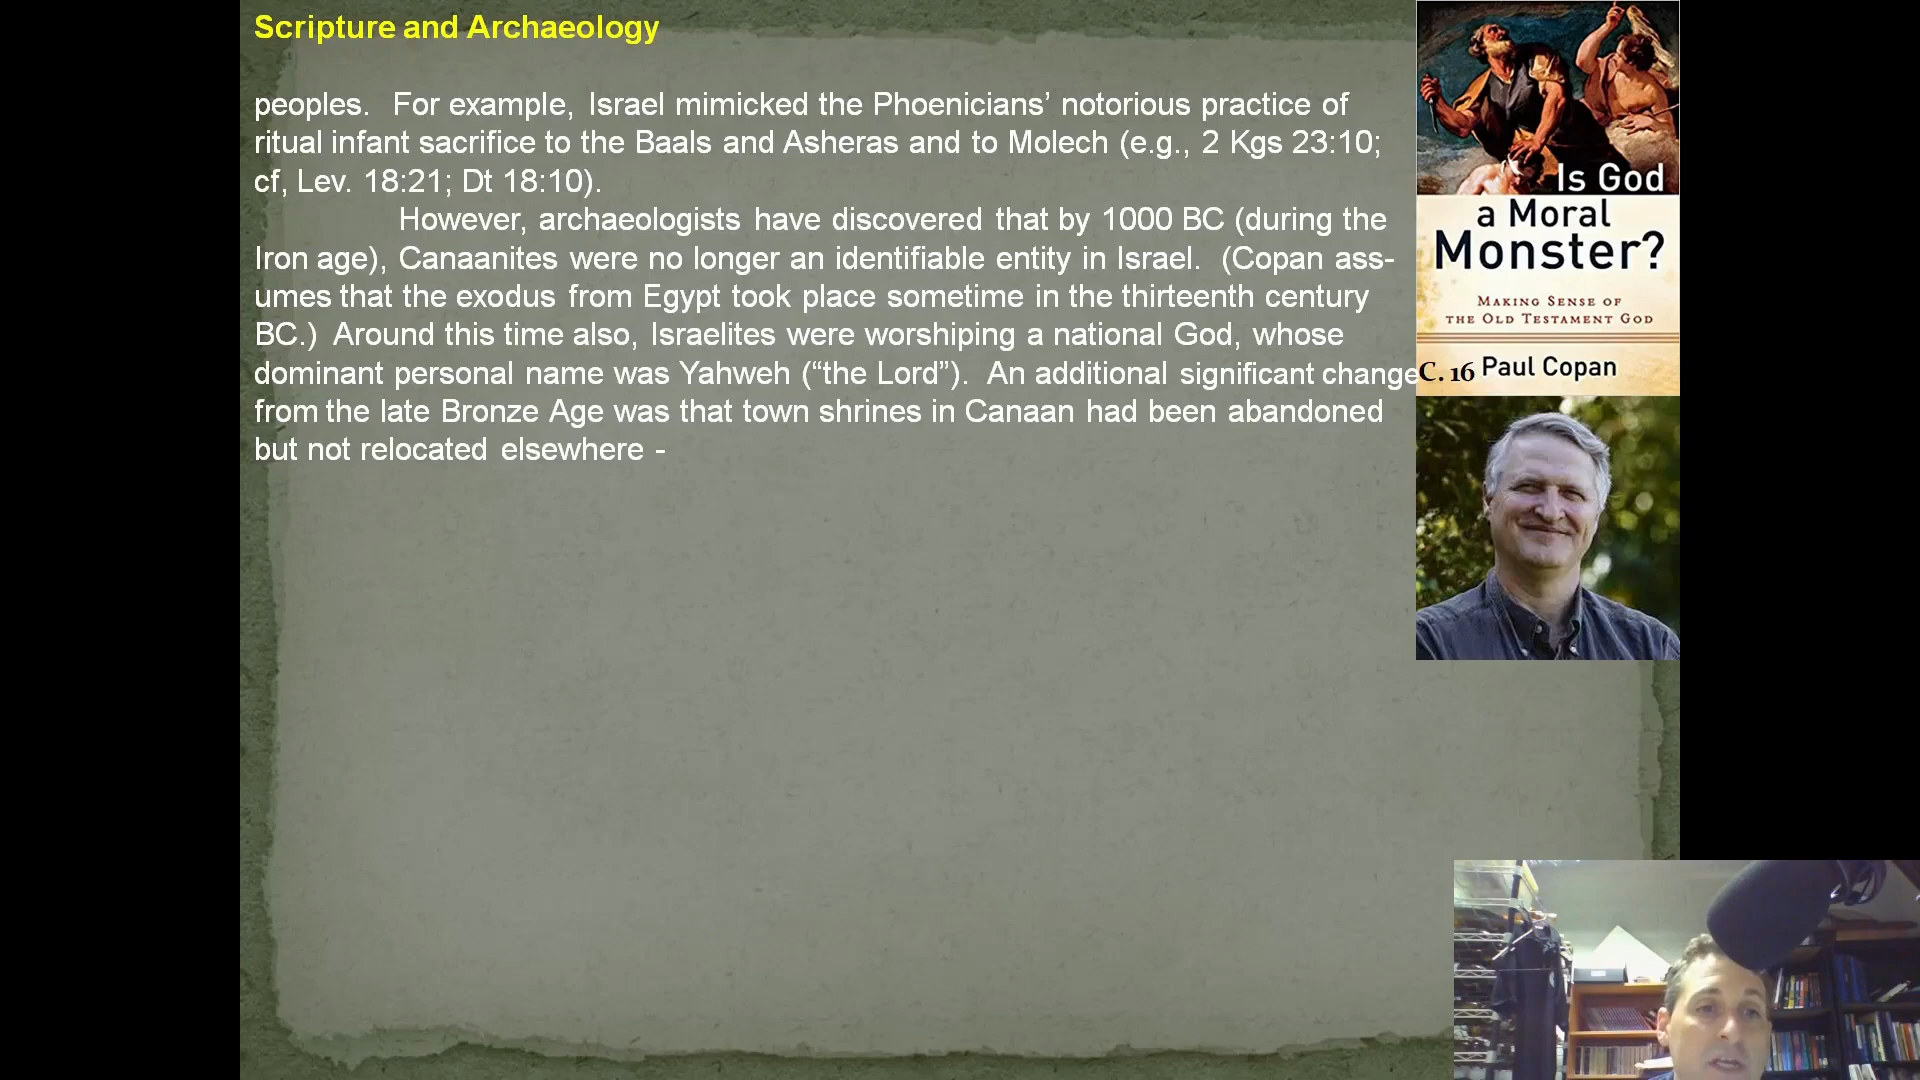 Scripture and Archaeology
peoples.  For example, Israel mimicked the Phoenicians’ notorious practice of
ritual infant sacrifice to the Baals and Asheras and to Molech (e.g., 2 Kgs 23:10;
cf, Lev. 18:21; Dt 18:10).
However, archaeologists have discovered that by 1000 BC (during the
Iron age), Canaanites were no longer an identifiable entity in Israel.  (Copan ass-
umes that the exodus from Egypt took place sometime in the thirteenth century
BC.)  Around this time also, Israelites were worshiping a national God, whose
dominant personal name was Yahweh (“the Lord”).  An additional significant change
from the late Bronze Age was that town shrines in Canaan had been abandoned
but not relocated elsewhere -
Is God
a Moral
Monster?
MAKING SENSE OF
THE OLD TESTAMENT GOD
C. 16 Paul Copan